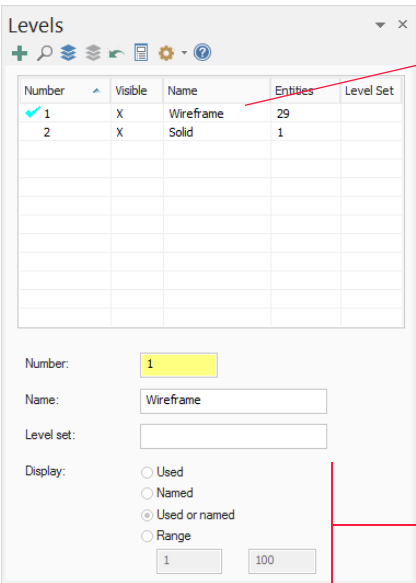 Levels
Number Visible Name Entities Level Set
1 X Wireframe 29
2 X Solid 1
Number: 1
Name: Wireframe
Level set:
Display: Used
Named
Used or named
Range
1 100